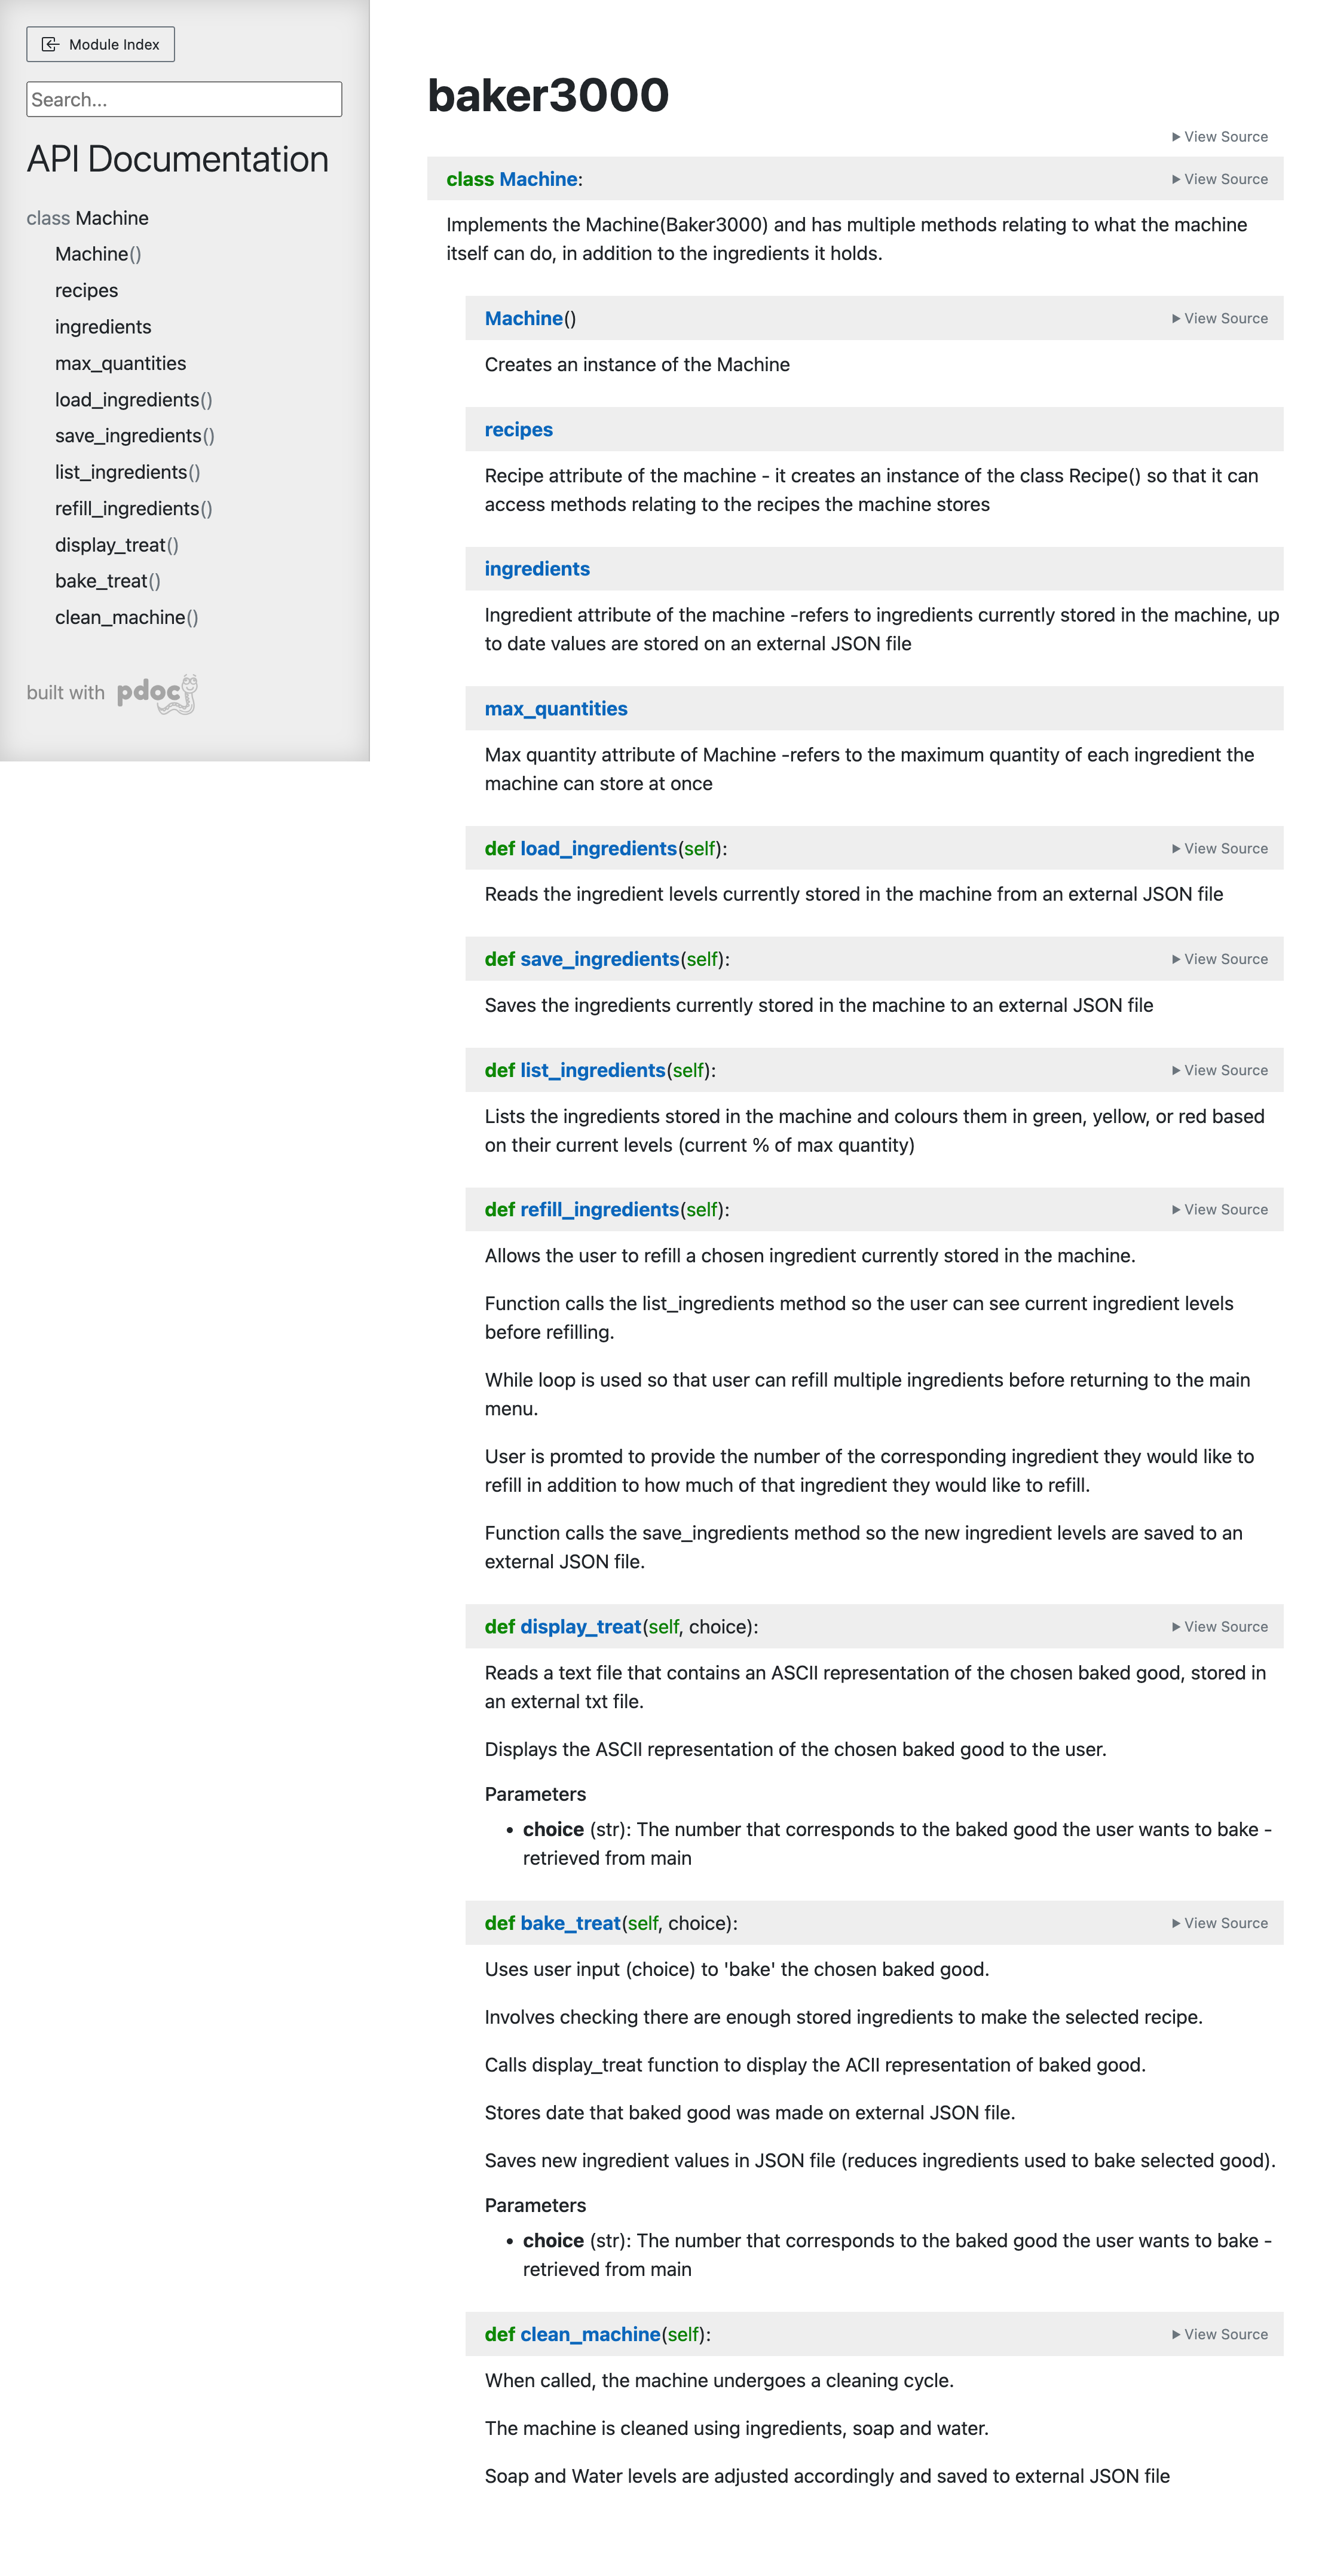 Module Index
Search...
API Documentation
class Machine
Machine()
recipes
ingredients
max_quantities
load_ingredients()
save_ingredients()
list_ingredients()
refill_ingredients()
display_treat()
bake_treat()
clean_machine()
built with pdoc
baker3000
View Source
class Machine: View Source
Implements the Machine(Baker3000) and has multiple methods relating to what the machine
itself can do, in addition to the ingredients it holds.
Machine() View Source
Creates an instance of the Machine
recipes
Recipe attribute of the machine - it creates an instance of the class Recipe() so that it can
access methods relating to the recipes the machine stores
ingredients
Ingredient attribute of the machine -refers to ingredients currently stored in the machine, up
to date values are stored on an external JSON file
max_quantities
Max quantity attribute of Machine -refers to the maximum quantity of each ingredient the
machine can store at once
def load_ingredients(self): View Source
Reads the ingredient levels currently stored in the machine from an external JSON file
def save_ingredients(self): View Source
Saves the ingredients currently stored in the machine to an external JSON file
def list_ingredients(self): View Source
Lists the ingredients stored in the machine and colours them in green, yellow, or red based
on their current levels (current % of max quantity)
def refill_ingredients(self): View Source
Allows the user to refill a chosen ingredient currently stored in the machine.
Function calls the list_ingredients method so the user can see current ingredient levels
before refilling.
While loop is used so that user can refill multiple ingredients before returning to the main
menu.
User is promted to provide the number of the corresponding ingredient they would like to
refill in addition to how much of that ingredient they would like to refill.
Function calls the save_ingredients method so the new ingredient levels are saved to an
external JSON file.
def display_treat(self, choice): View Source
Reads a text file that contains an ASCII representation of the chosen baked good, stored in
an external txt file.
Displays the ASCII representation of the chosen baked good to the user.
Parameters
• choice (str): The number that corresponds to the baked good the user wants to bake -
retrieved from main
def bake_treat(self, choice): View Source
Uses user input (choice) to 'bake' the chosen baked good.
Involves checking there are enough stored ingredients to make the selected recipe.
Calls display_treat function to display the ACII representation of baked good.
Stores date that baked good was made on external JSON file.
Saves new ingredient values in JSON file (reduces ingredients used to bake selected good).
Parameters
• choice (str): The number that corresponds to the baked good the user wants to bake -
retrieved from main
def clean_machine(self): View Source
When called, the machine undergoes a cleaning cycle.
The machine is cleaned using ingredients, soap and water.
Soap and Water levels are adjusted accordingly and saved to external JSON file